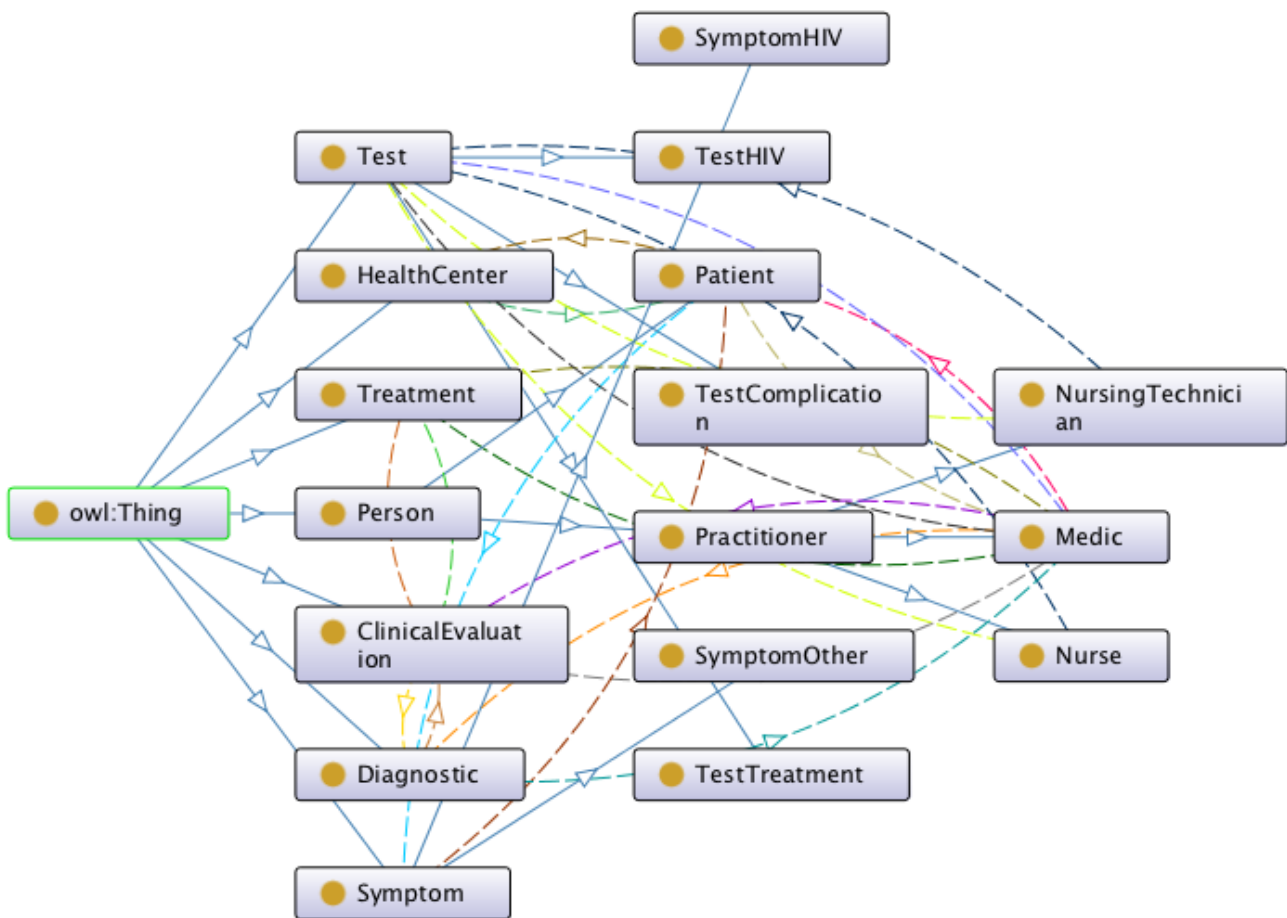 SymptomHIV
Test
TestHIV
HealthCenter
Patient
Treatment
TestComplicatio
n
NursingTechnici
an
owl:Thing
Person
Practitioner
Medic
ClinicalEvaluat
ion
SymptomOther
Nurse
Diagnostic
TestTreatment
Symptom